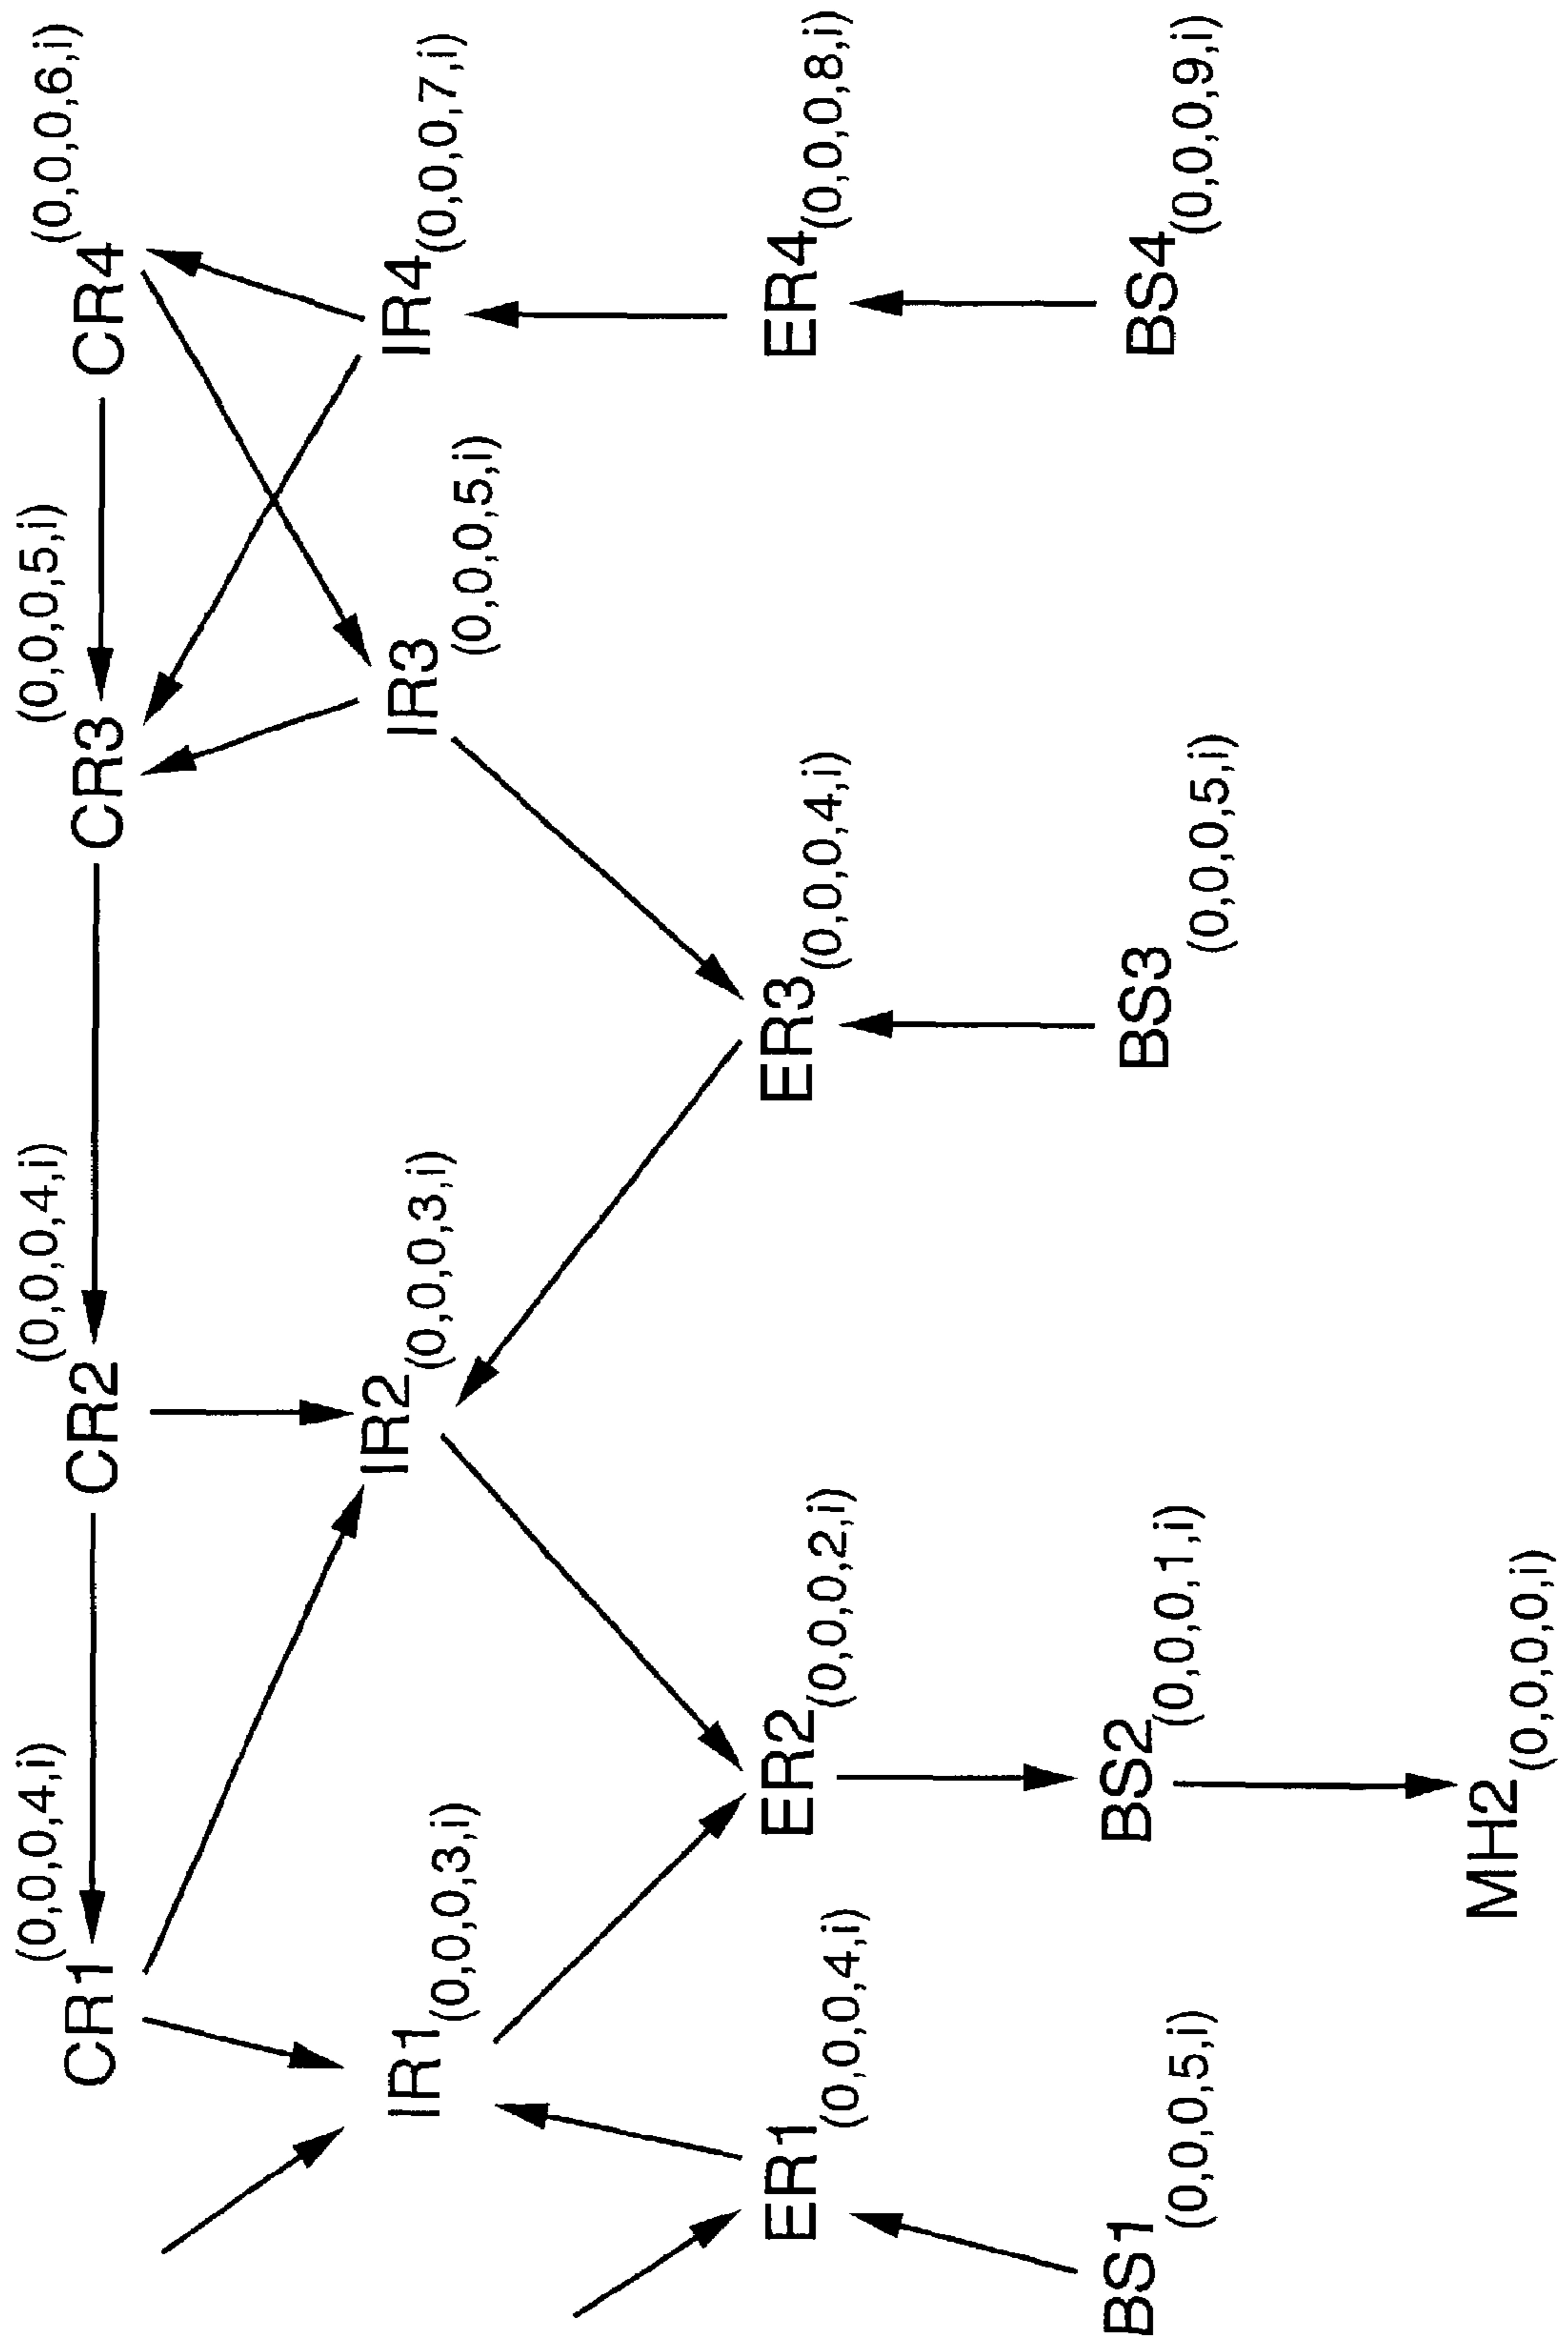 CR1 (0,0,0,4,i)
CR2 (0,0,0,4,i)
CR3 (0,0,0,5,i)
CR4 (0,0,0,6,i)
IR1 (0,0,0,3,i)
IR2 (0,0,0,3,i)
IR3 (0,0,0,5,i)
IR4 (0,0,0,7,i)
ER1 (0,0,0,4,i)
ER2 (0,0,0,2,i)
ER3 (0,0,0,4,i)
ER4 (0,0,0,8,i)
BS1 (0,0,0,5,i)
BS2 (0,0,0,1,i)
BS3 (0,0,0,5,i)
BS4 (0,0,0,9,i)
MH2 (0,0,0,0,i)